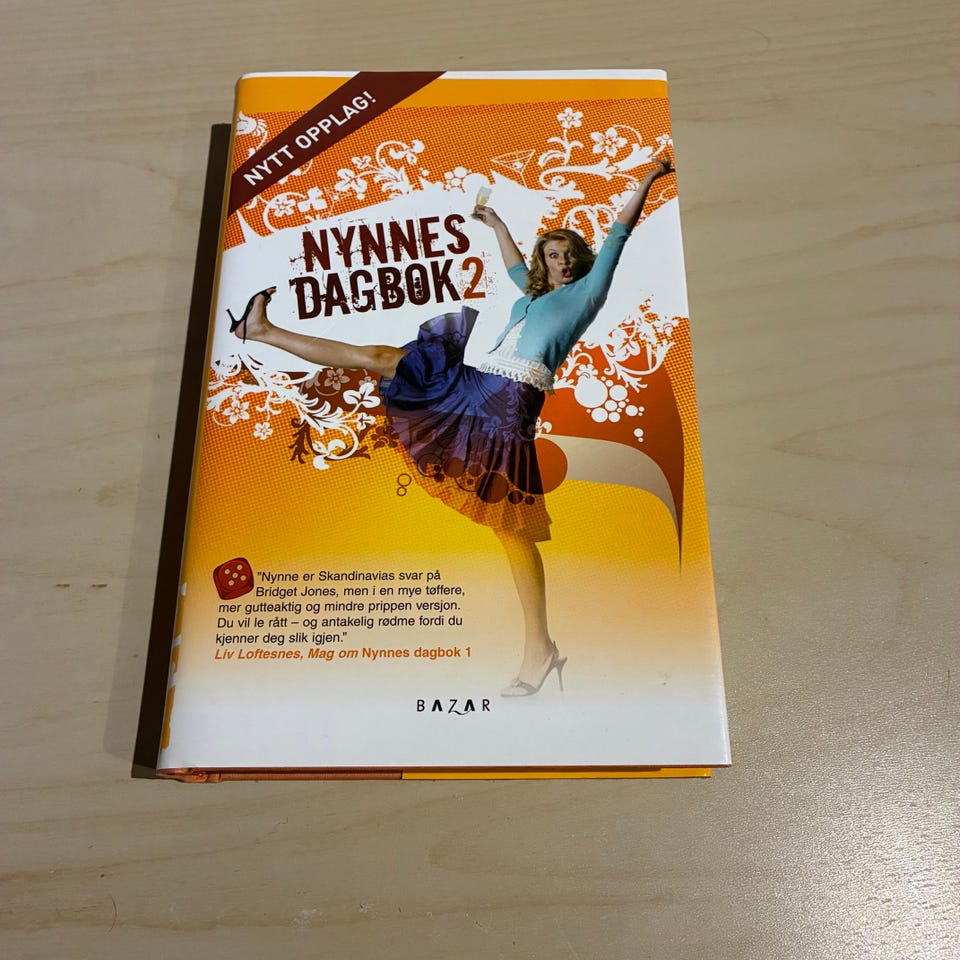 NYTT OPPLAG!
NYNNES
DAGBOK2
"Nynne er Skandinavias svar på
Bridget Jones, men i en mye tøffere,
mer gutteaktig og mindre prippen versjon.
Du vil le rått – og antakelig rødme fordi du
kjenner deg slik igjen."
Liv Loftesnes, Mag om Nynnes dagbok 1
BAZAR